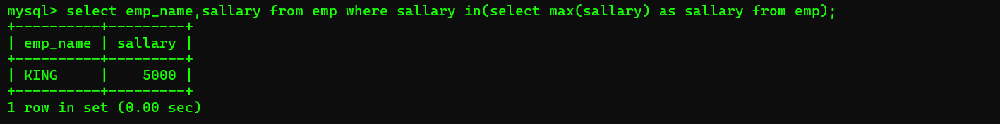 mysql> select emp_name,sallary from emp where sallary in(select max(sallary) as sallary from emp);
+----------+---------+
| emp_name | sallary |
+----------+---------+
| KING     |    5000 |
+----------+---------+
1 row in set (0.00 sec)